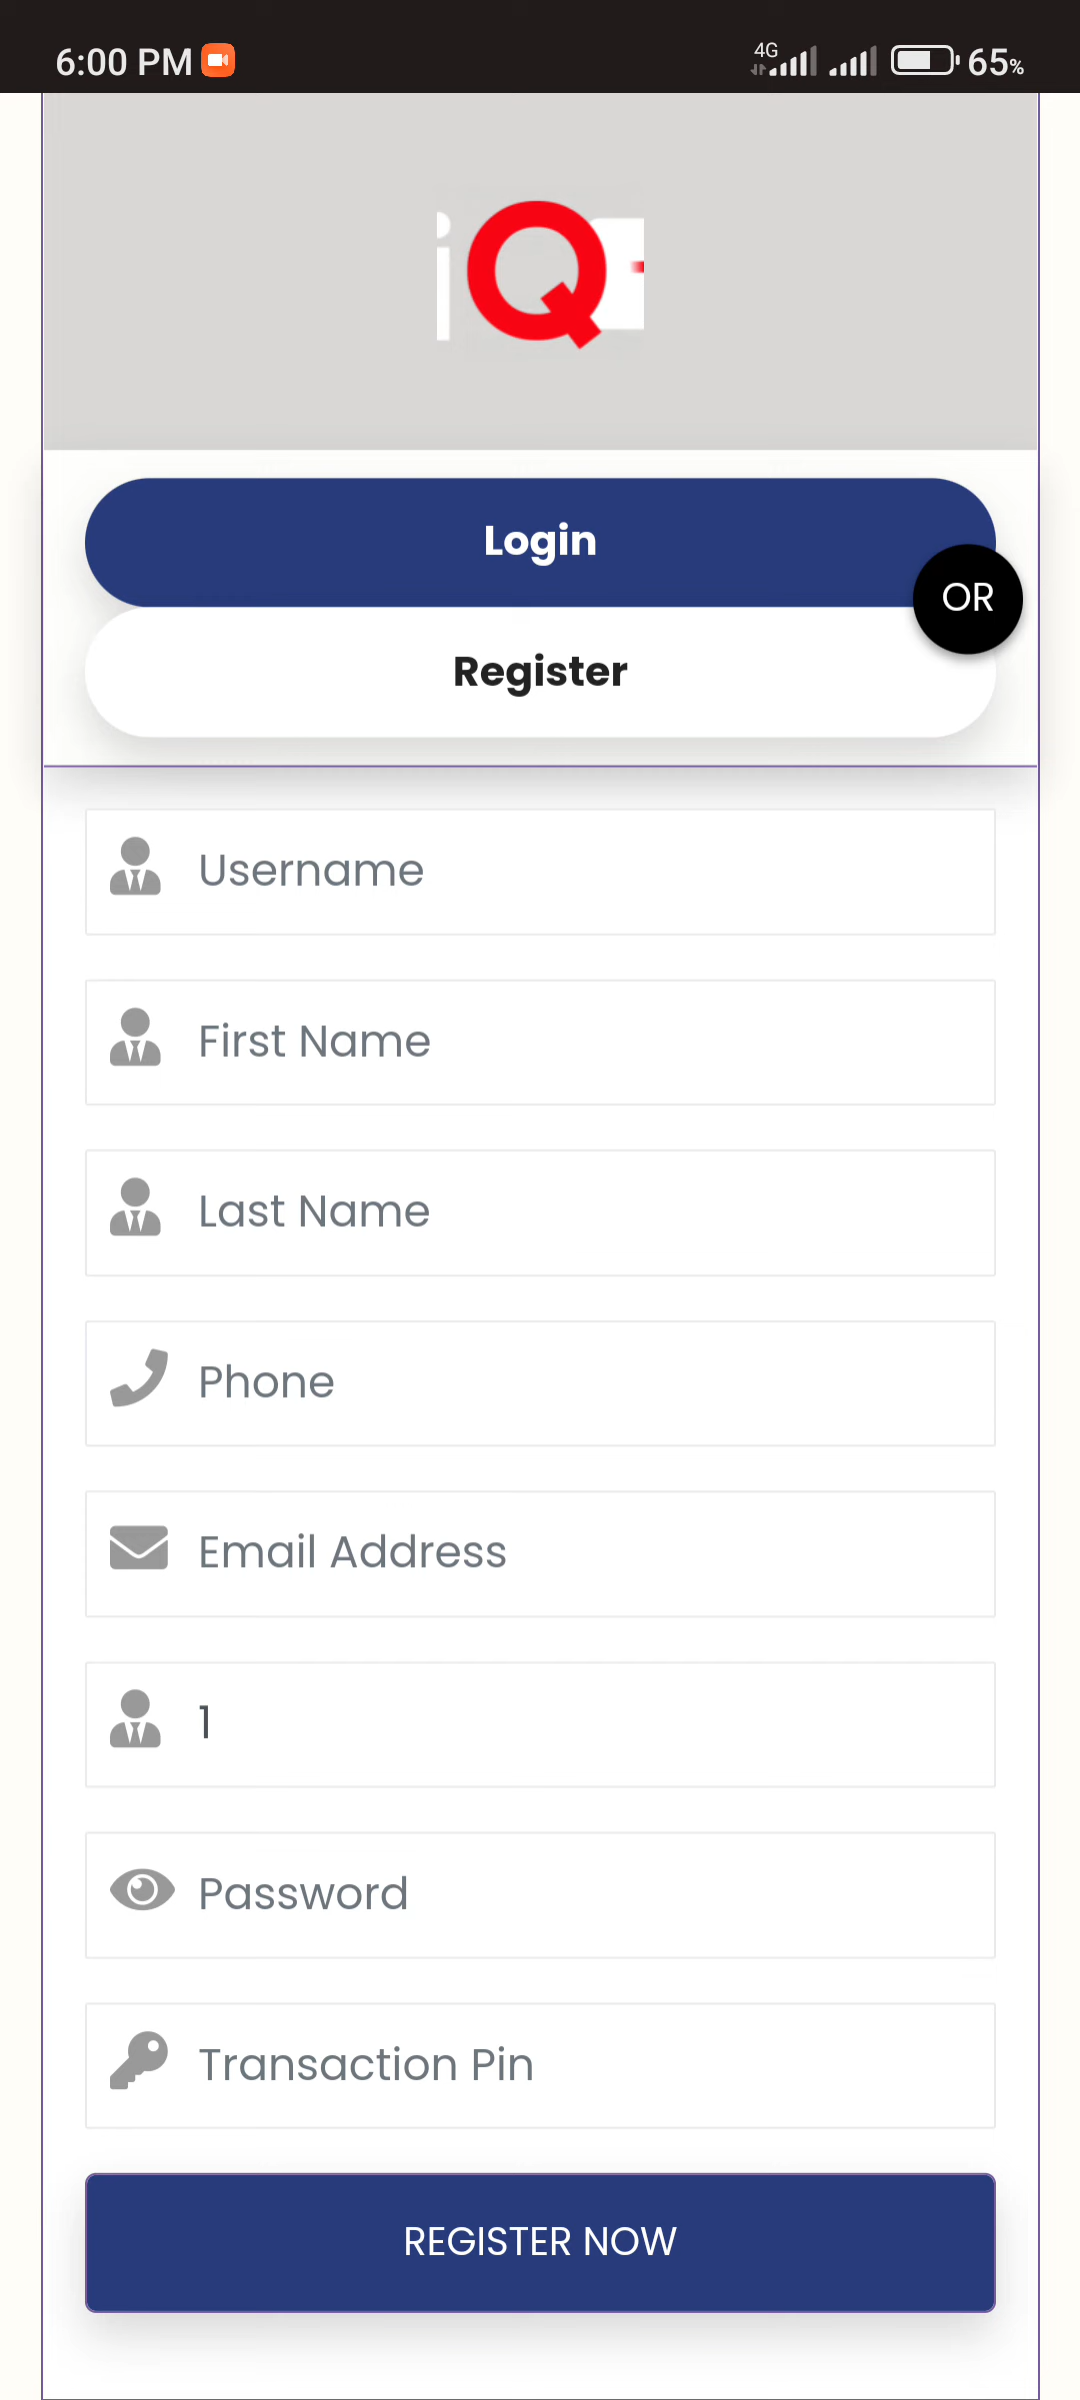 6:00 PM
4G
65%
iQ
Login
OR
Register
Username
First Name
Last Name
Phone
Email Address
1
Password
Transaction Pin
REGISTER NOW